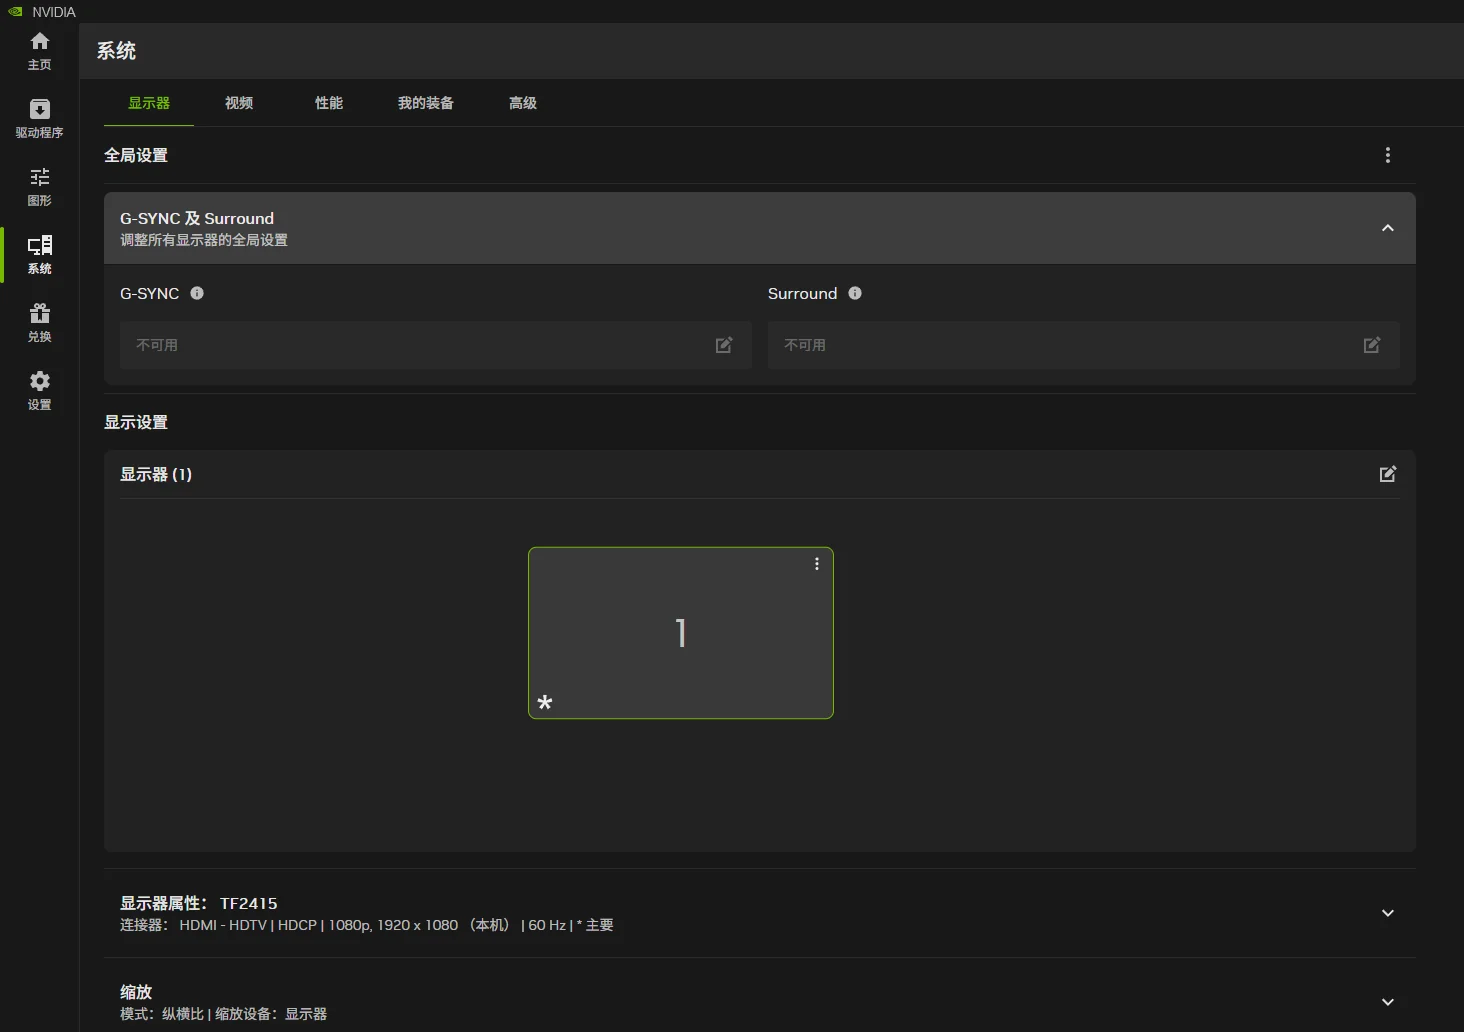 NVIDIA
主页
驱动程序
图形
系统
兑换
设置
系统
显示器
视频
性能
我的装备
高级
全局设置
G-SYNC 及 Surround
调整所有显示器的全局设置
G-SYNC
Surround
不可用
不可用
显示设置
显示器 (1)
1
*
显示器属性： TF2415
连接器： HDMI - HDTV | HDCP | 1080p, 1920 x 1080 （本机） | 60 Hz | * 主要
缩放
模式：纵横比 | 缩放设备：显示器